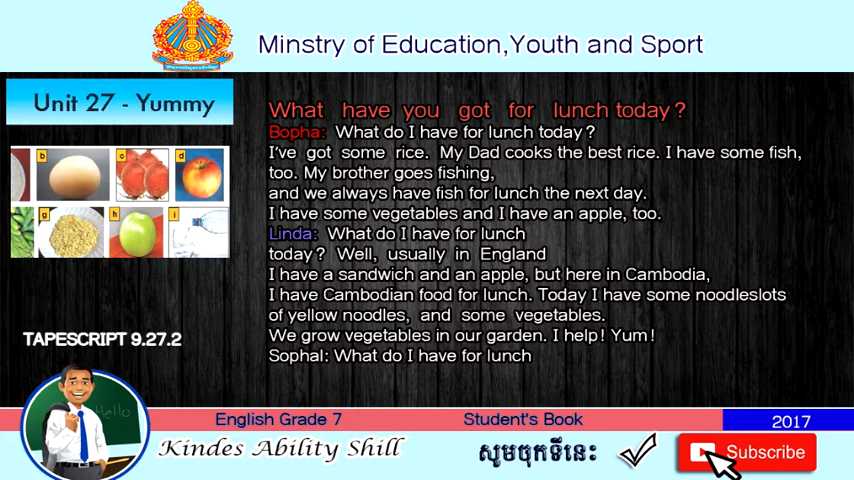 Minstry of Education,Youth and Sport
Unit 27 - Yummy
What have you got for lunch today?
Bopha: What do I have for lunch today?
I've got some rice. My Dad cooks the best rice. I have some fish,
too. My brother goes fishing,
and we always have fish for lunch the next day.
I have some vegetables and I have an apple, too.
Linda: What do I have for lunch
today? Well, usually in England
I have a sandwich and an apple, but here in Cambodia,
I have Cambodian food for lunch. Today I have some noodleslots
of yellow noodles, and some vegetables.
We grow vegetables in our garden. I help! Yum!
Sophal: What do I have for lunch
b
c
d
g
h
i
TAPESCRIPT 9.27.2
Hello
English Grade 7
Student's Book
2017
Kindes Ability Shill
សូមចុកទីនេះ
Subscribe